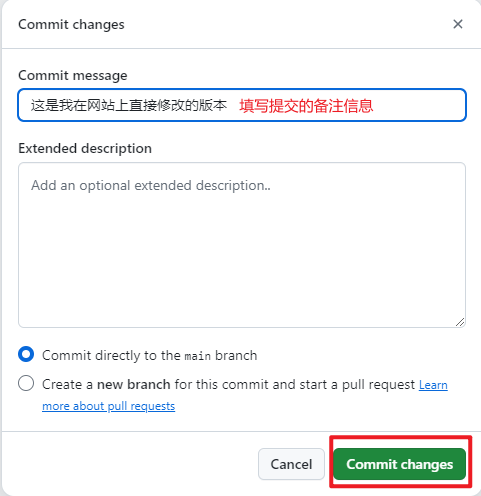 Commit changes
Commit message
这是我在网站上直接修改的版本 填写提交的备注信息
Extended description
Add an optional extended description..
Commit directly to the main branch
Create a new branch for this commit and start a pull request Learn
more about pull requests
Cancel Commit changes